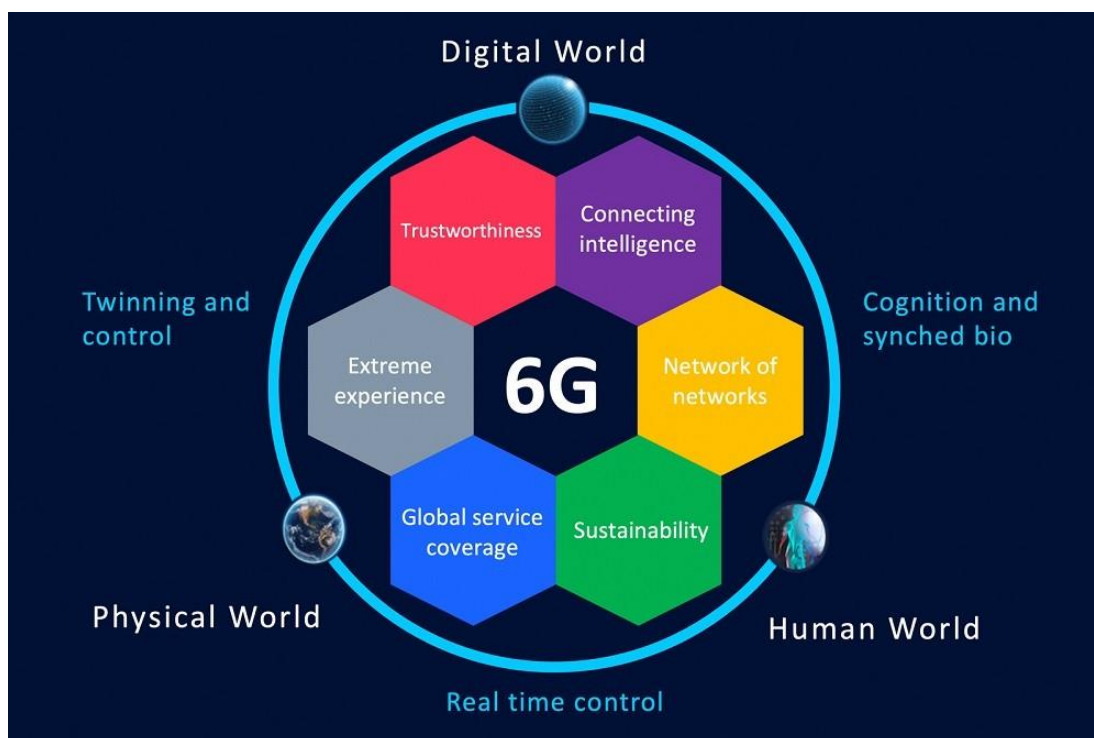 Digital World
Trustworthiness
Connecting
intelligence
Twinning and
control
Cognition and
synched bio
Extreme
experience
6G
Network of
networks
Global service
coverage
Sustainability
Physical World
Human World
Real time control